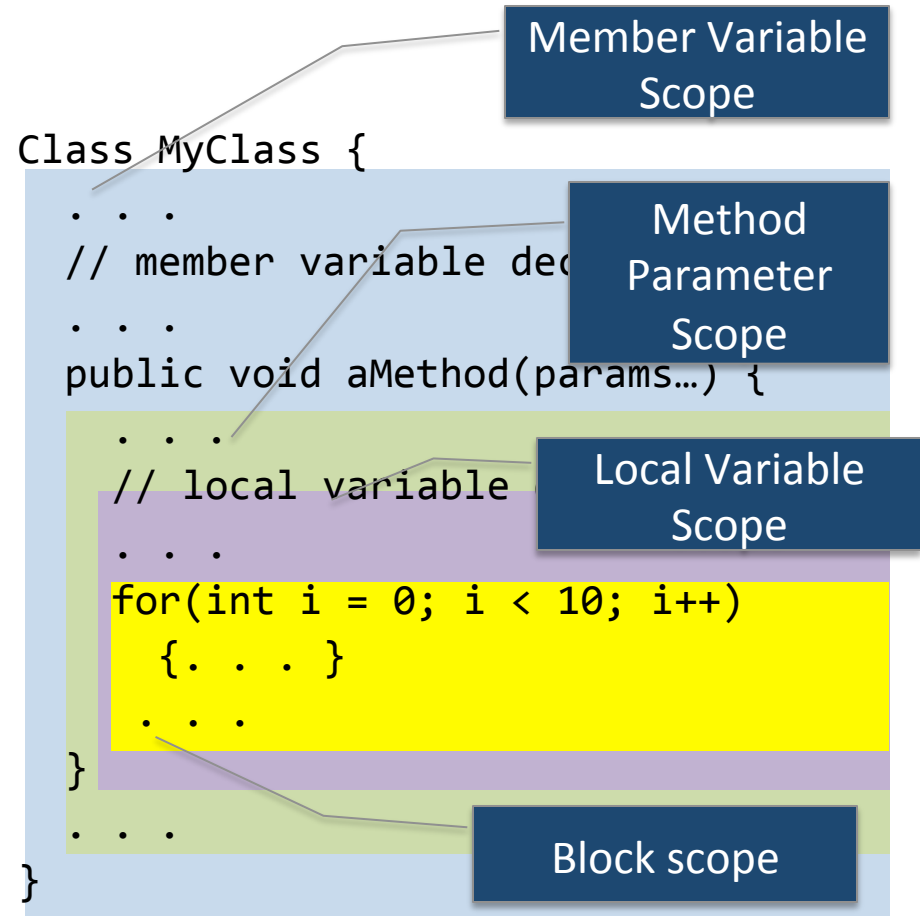 Member Variable
Scope
Class MyClass {
. . .
Method
Parameter
Scope
// member variable dec
. . .
public void aMethod(params…) {
. . .
Local Variable
Scope
// local variable
. . .
for(int i = 0; i < 10; i++)
{. . . }
. . .
}
. . .
Block scope
}